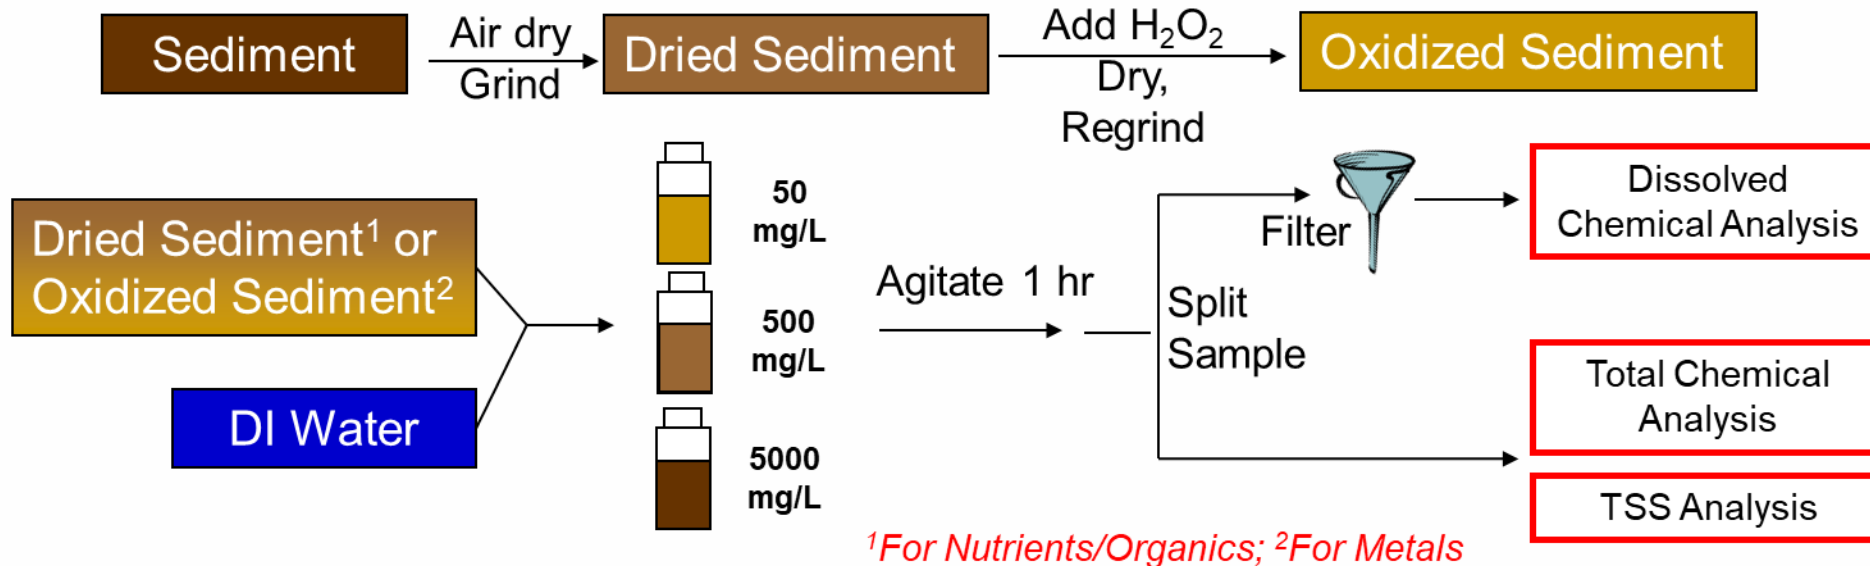 Sediment
Air dry
Grind
Dried Sediment
Add H₂O₂
Dry,
Regrind
Oxidized Sediment
Dried Sediment¹ or
Oxidized Sediment²
DI Water
50
mg/L
500
mg/L
5000
mg/L
Agitate 1 hr
Split
Sample
Filter
Dissolved
Chemical Analysis
Total Chemical
Analysis
TSS Analysis
¹For Nutrients/Organics; ²For Metals